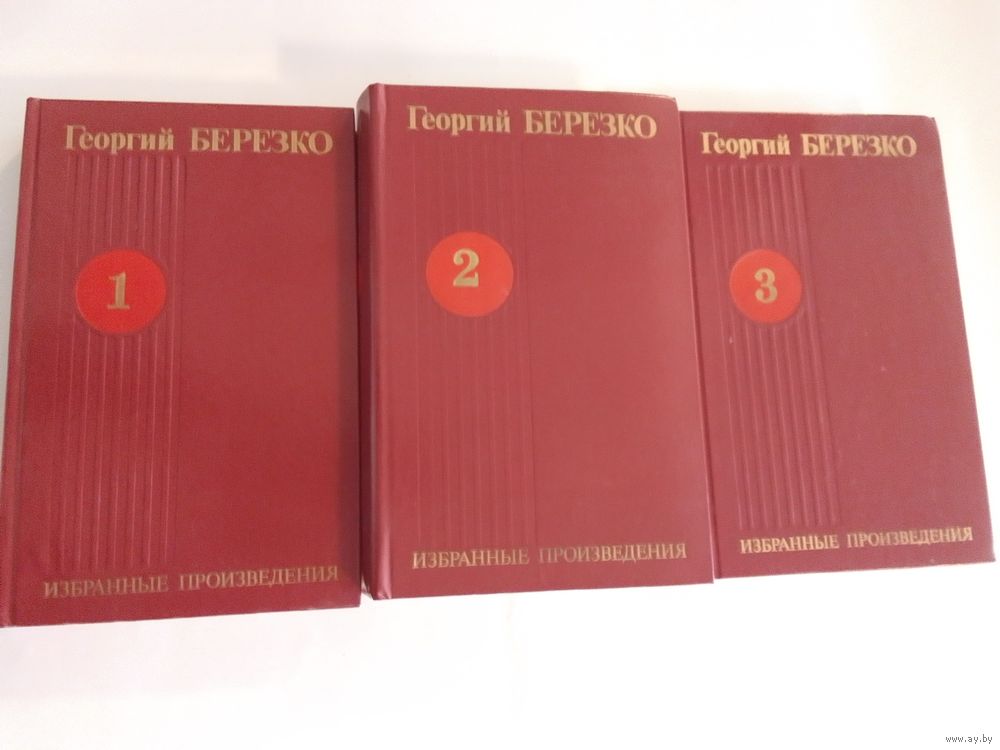 Георгий БЕРЕЗКО
1
ИЗБРАННЫЕ ПРОИЗВЕДЕНИЯ
Георгий БЕРЕЗКО
2
ИЗБРАННЫЕ ПРОИЗВЕДЕНИЯ
Георгий БЕРЕЗКО
3
ИЗБРАННЫЕ ПРОИЗВЕДЕНИЯ
www.ay.by